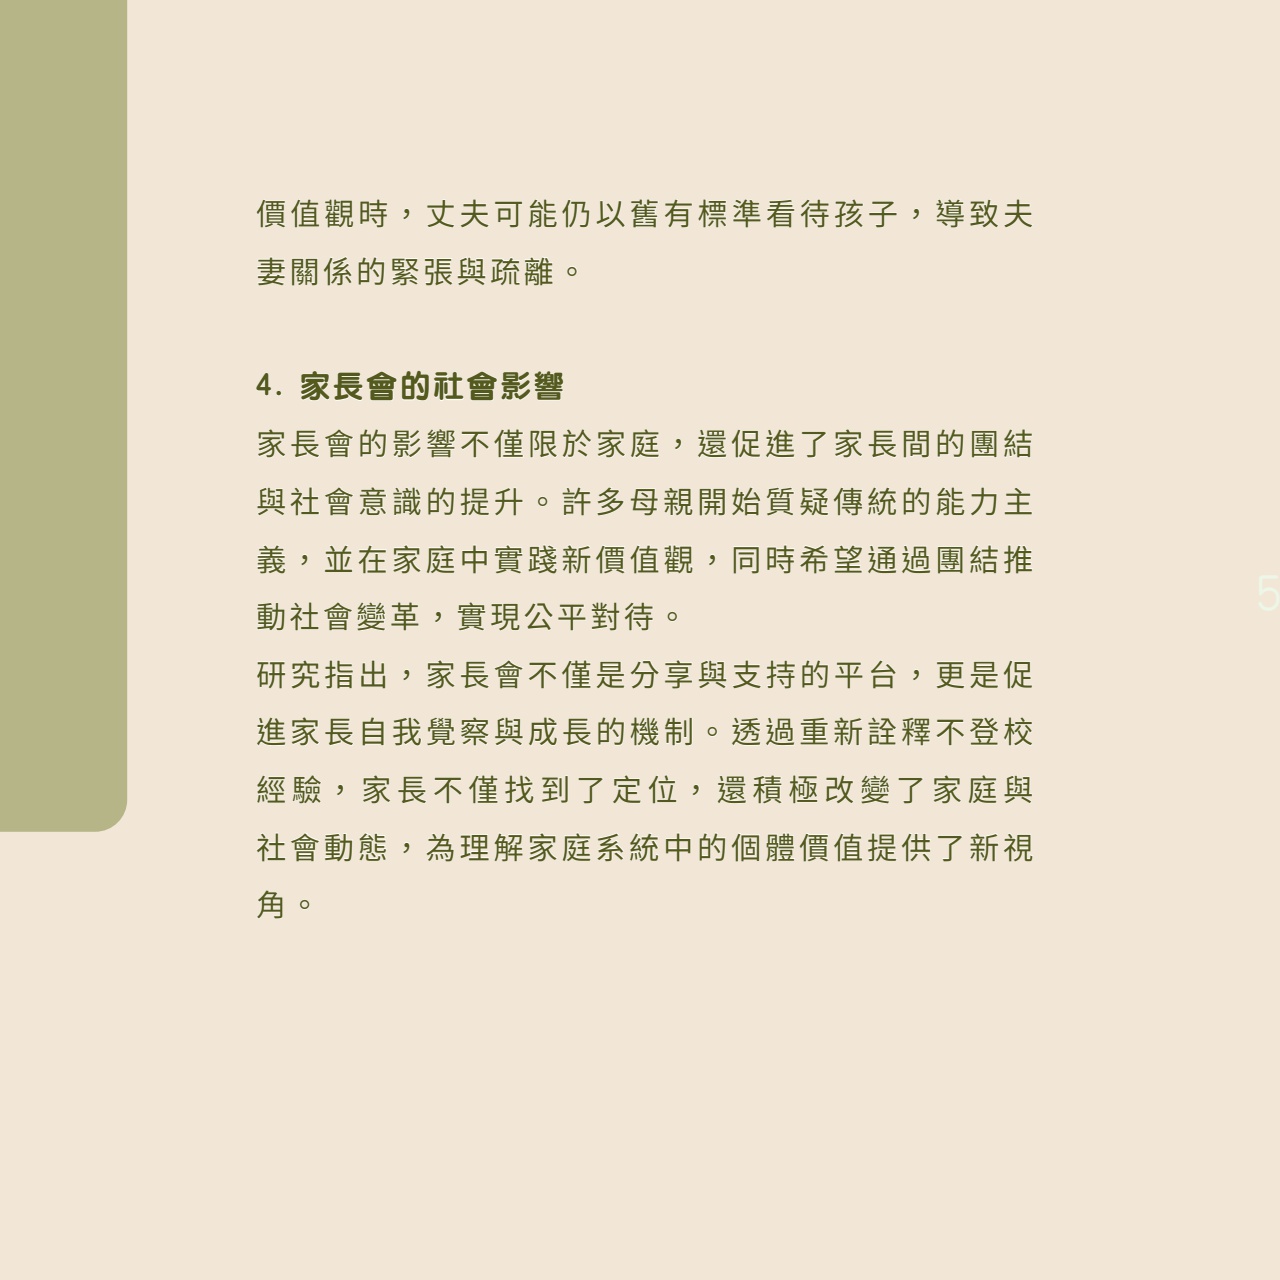 價值觀時，丈夫可能仍以舊有標準看待孩子，導致夫
妻關係的緊張與疏離。
4. 家長會的社會影響
家長會的影響不僅限於家庭，還促進了家長間的團結
與社會意識的提升。許多母親開始質疑傳統的能力主
義，並在家庭中實踐新價值觀，同時希望通過團結推
動社會變革，實現公平對待。
研究指出，家長會不僅是分享與支持的平台，更是促
進家長自我覺察與成長的機制。透過重新詮釋不登校
經驗，家長不僅找到了定位，還積極改變了家庭與
社會動態，為理解家庭系統中的個體價值提供了新視
角。
5